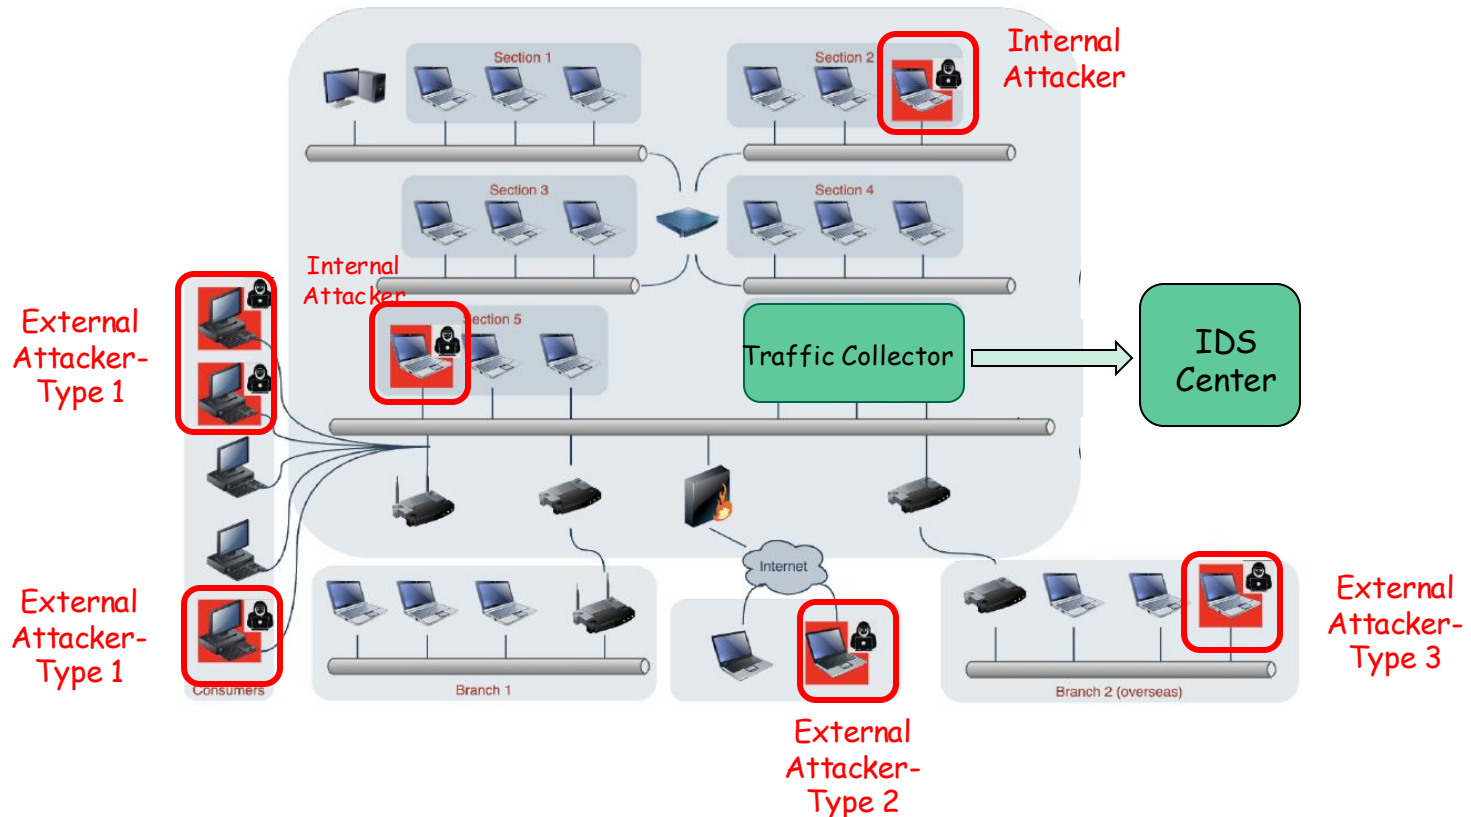 Internal
Attacker
Section 1
Section 2
Section 3
Section 4
Internal
Attacker
Section 5
External
Attacker-
Type 1
Traffic Collector
IDS
Center
Internet
External
Attacker-
Type 1
Consumers
Branch 1
Branch 2 (overseas)
External
Attacker-
Type 3
External
Attacker-
Type 2